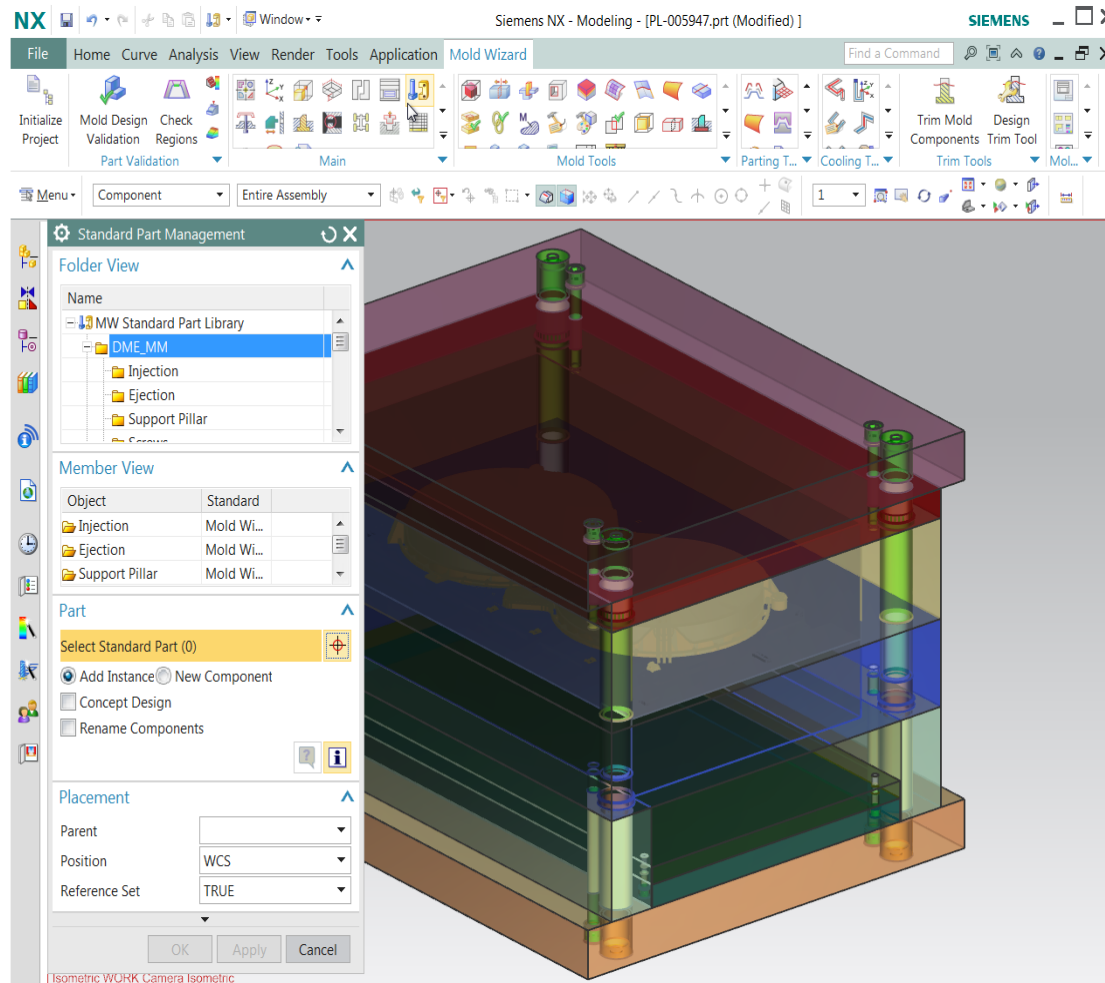 NX Window Siemens NX - Modeling - [PL-005947.prt (Modified) ] SIEMENS
File Home Curve Analysis View Render Tools Application Mold Wizard Find a Command
Initialize Project
Mold Design Validation
Check Regions
Trim Mold Components
Design Trim Tool
Part Validation Main Mold Tools Parting T... Cooling T... Trim Tools Mol...
Menu Component Entire Assembly 1
Standard Part Management
Folder View
Name
MW Standard Part Library
DME_MM
Injection
Ejection
Support Pillar
Screws
Member View
Object Standard
Injection Mold Wi...
Ejection Mold Wi...
Support Pillar Mold Wi...
Part
Select Standard Part (0)
Add Instance New Component
Concept Design
Rename Components
Placement
Parent
Position WCS
Reference Set TRUE
OK Apply Cancel
Isometric WORK Camera Isometric